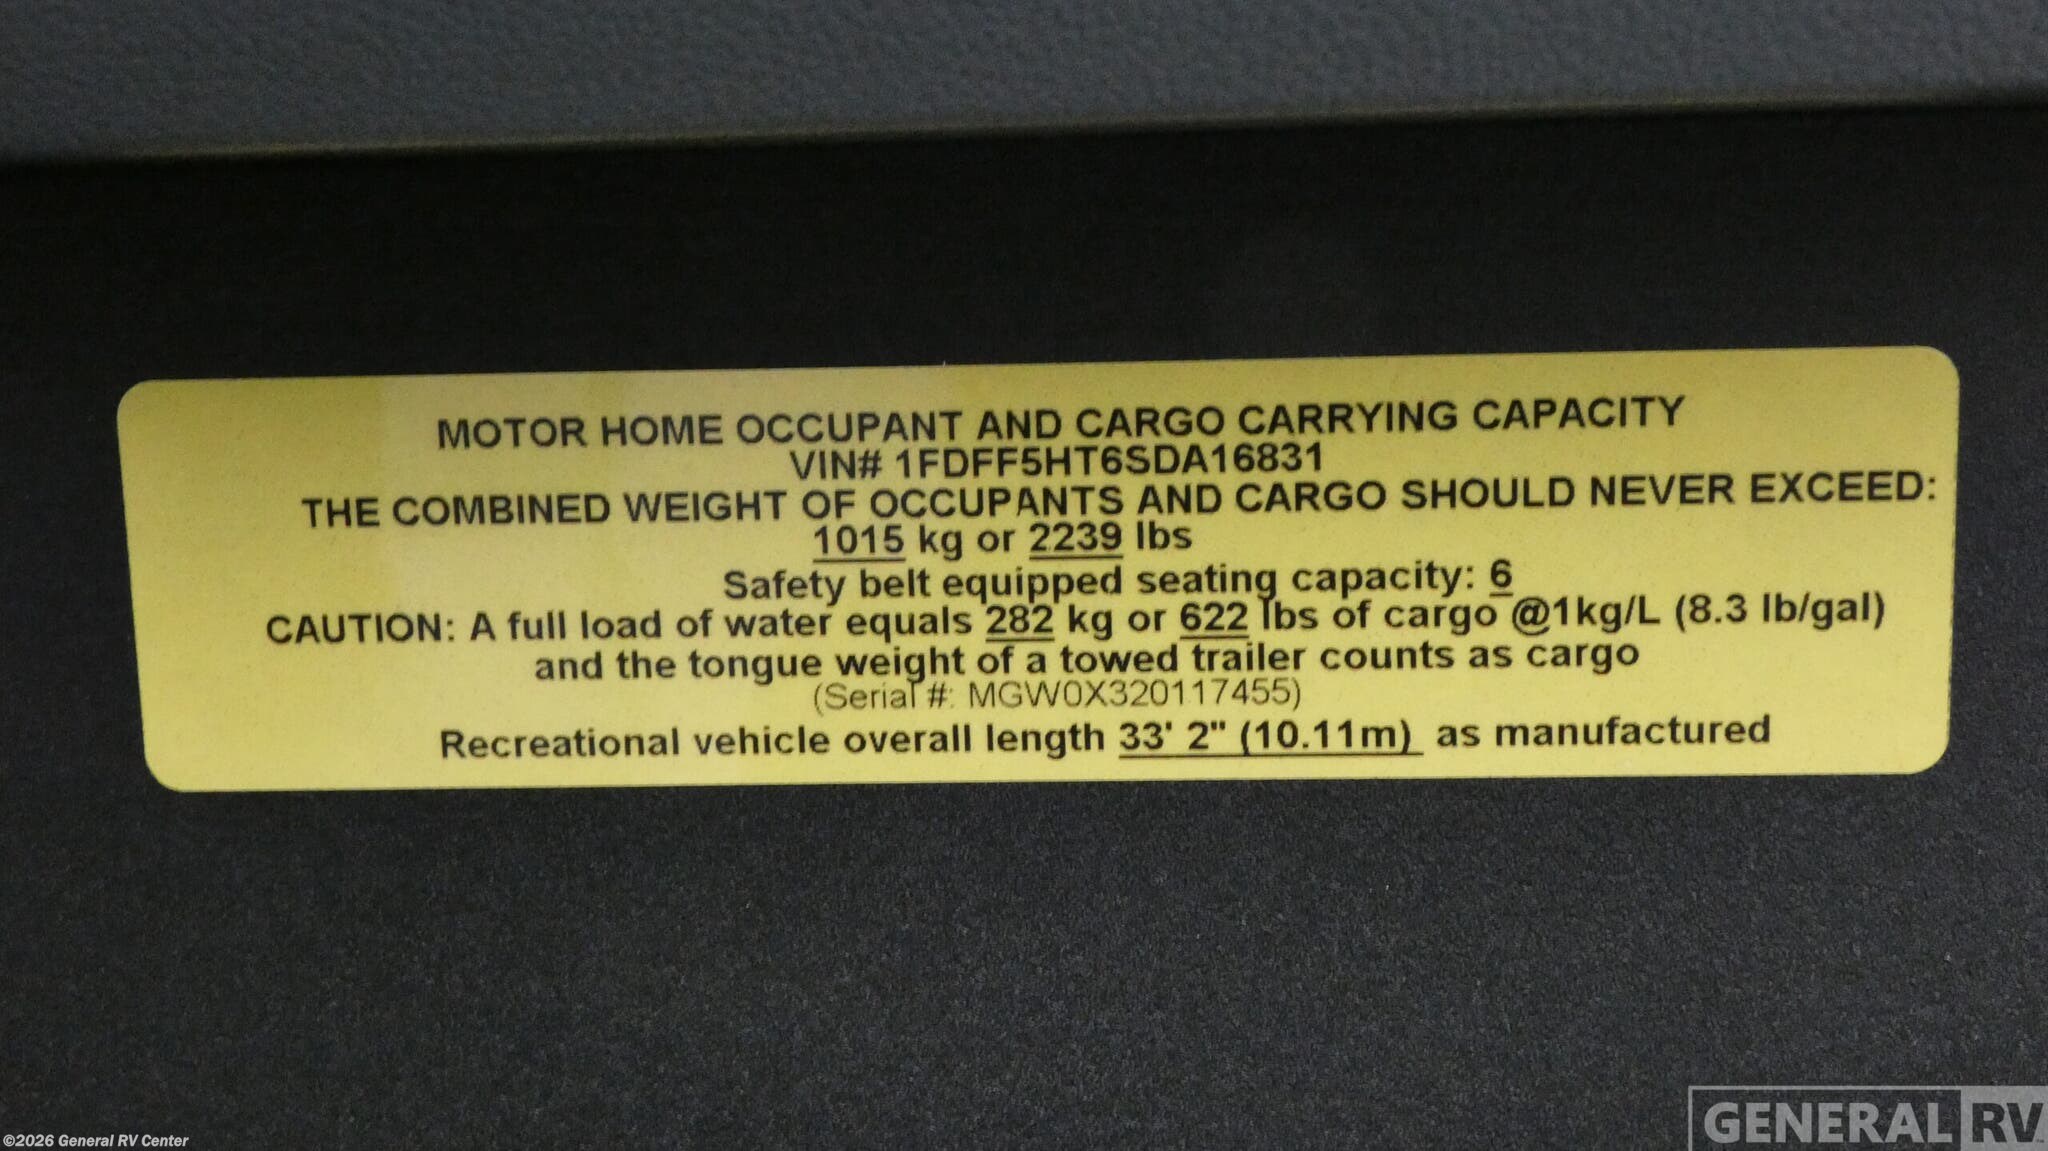 MOTOR HOME OCCUPANT AND CARGO CARRYING CAPACITY
VIN# 1FDFF5HT6SDA16831
THE COMBINED WEIGHT OF OCCUPANTS AND CARGO SHOULD NEVER EXCEED:
1015 kg or 2239 lbs
Safety belt equipped seating capacity: 6
CAUTION: A full load of water equals 282 kg or 622 lbs of cargo @1kg/L (8.3 lb/gal)
and the tongue weight of a towed trailer counts as cargo
(Serial #: MGW0X320117455)
Recreational vehicle overall length 33' 2" (10.11m) as manufactured
©2026 General RV Center
GENERAL RV